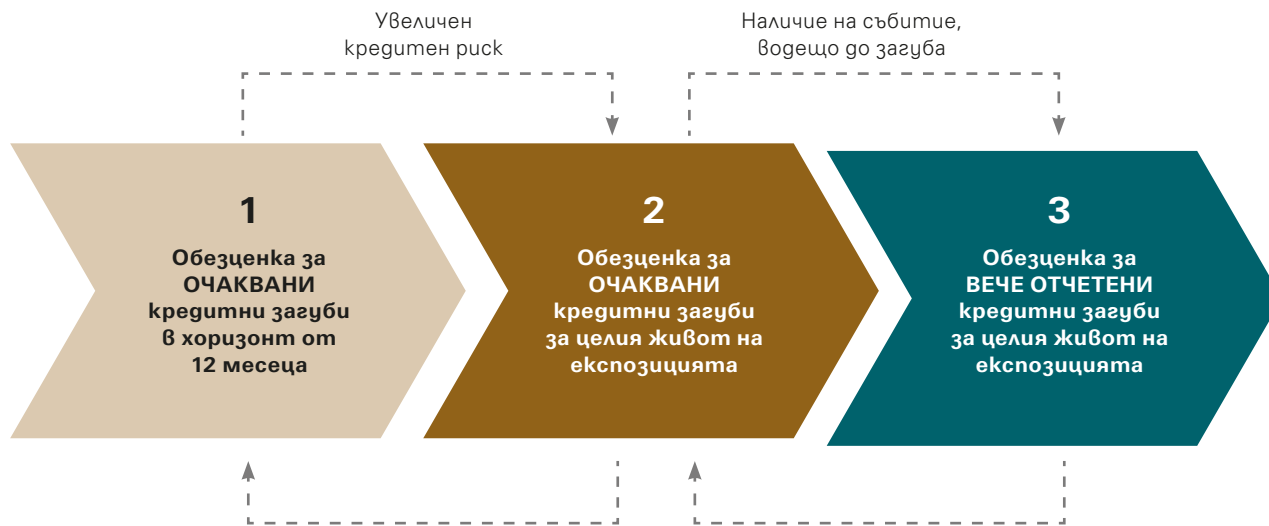 Увеличен
кредитен риск
Наличие на събитие,
водещо до загуба
1
Обезценка за
ОЧАКВАНИ
кредитни загуби
в хоризонт от
12 месеца
2
Обезценка за
ОЧАКВАНИ
кредитни загуби
за целия живот на
експозицията
3
Обезценка за
ВЕЧЕ ОТЧЕТЕНИ
кредитни загуби
за целия живот на
експозицията